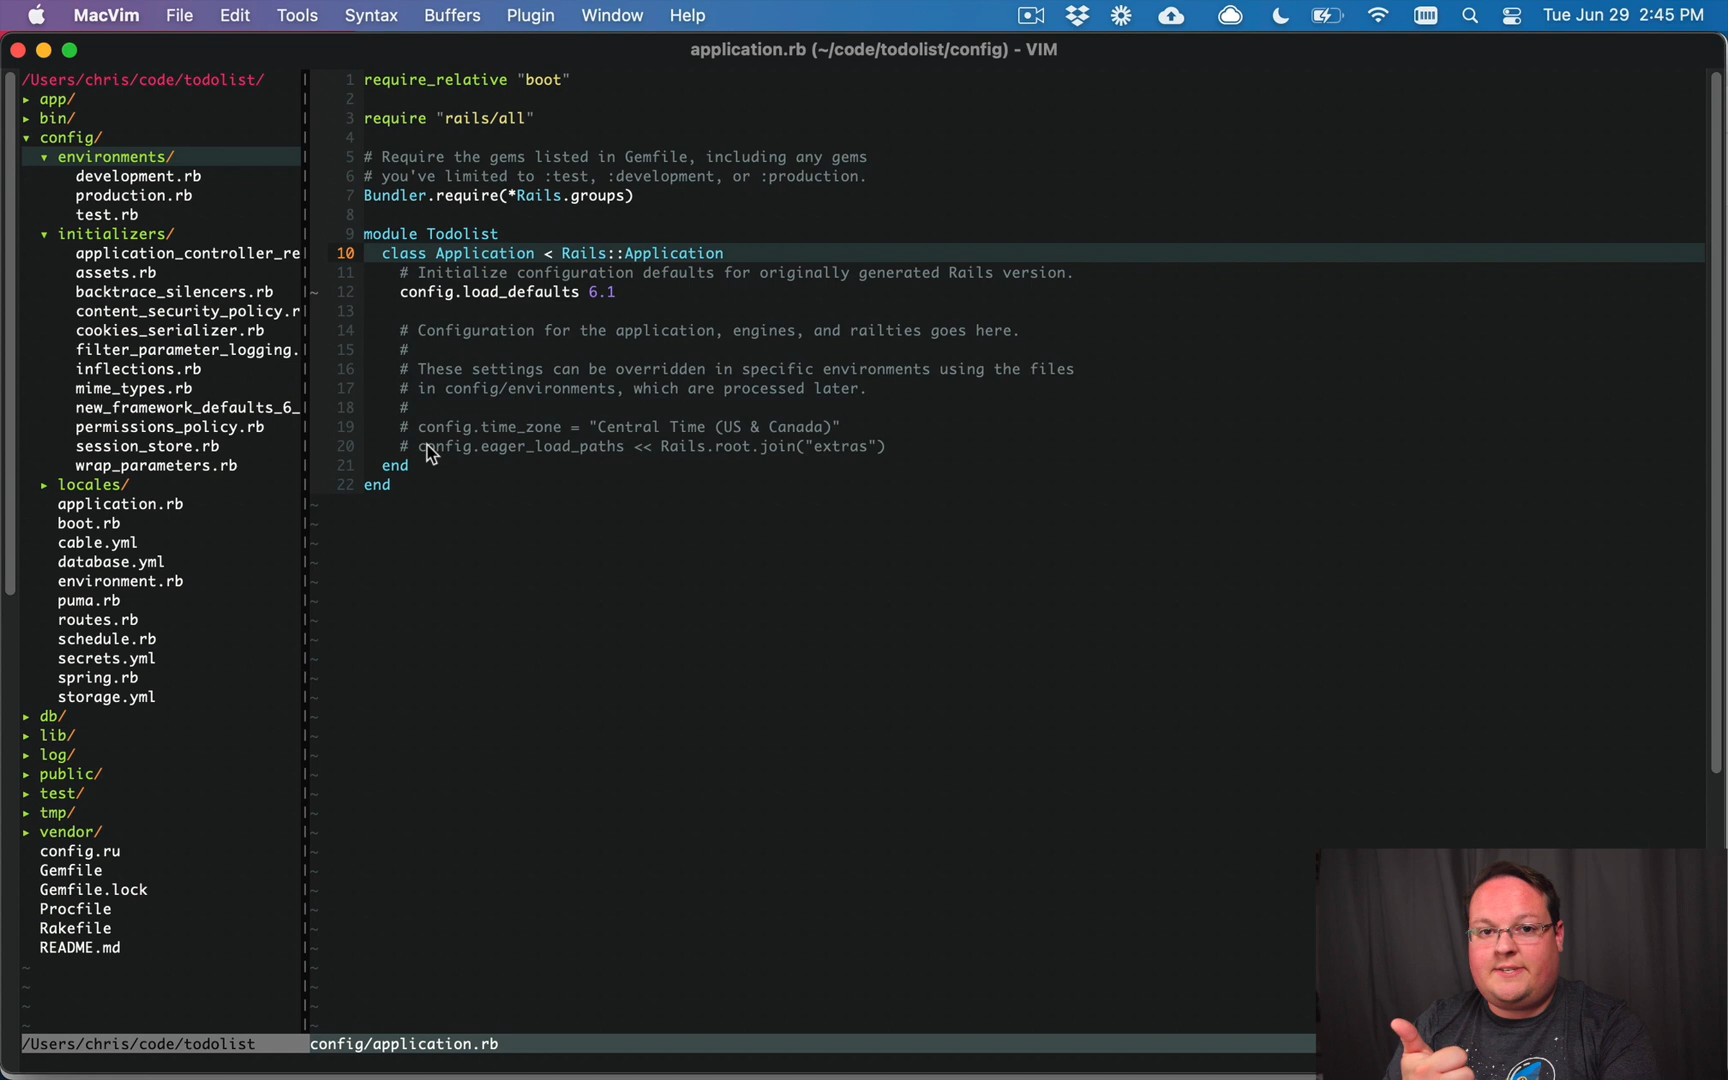 MacVim File Edit Tools Syntax Buffers Plugin Window Help Tue Jun 29 2:45 PM
application.rb (~/code/todolist/config) - VIM
/Users/chris/code/todolist/
▸ app/
▸ bin/
▾ config/
▾ environments/
development.rb
production.rb
test.rb
▾ initializers/
application_controller_re
assets.rb
backtrace_silencers.rb
content_security_policy.r
cookies_serializer.rb
filter_parameter_logging.
inflections.rb
mime_types.rb
new_framework_defaults_6_
permissions_policy.rb
session_store.rb
wrap_parameters.rb
▸ locales/
application.rb
boot.rb
cable.yml
database.yml
environment.rb
puma.rb
routes.rb
schedule.rb
secrets.yml
spring.rb
storage.yml
▸ db/
▸ lib/
▸ log/
▸ public/
▸ test/
▸ tmp/
▸ vendor/
config.ru
Gemfile
Gemfile.lock
Procfile
Rakefile
README.md
/Users/chris/code/todolist
1 require_relative "boot"
2
3 require "rails/all"
4
5 # Require the gems listed in Gemfile, including any gems
6 # you've limited to :test, :development, or :production.
7 Bundler.require(*Rails.groups)
8
9 module Todolist
10 class Application < Rails::Application
11 # Initialize configuration defaults for originally generated Rails version.
~ 12 config.load_defaults 6.1
13
14 # Configuration for the application, engines, and railties goes here.
15 #
16 # These settings can be overridden in specific environments using the files
17 # in config/environments, which are processed later.
18 #
19 # config.time_zone = "Central Time (US & Canada)"
20 # config.eager_load_paths << Rails.root.join("extras")
21 end
22 end
config/application.rb